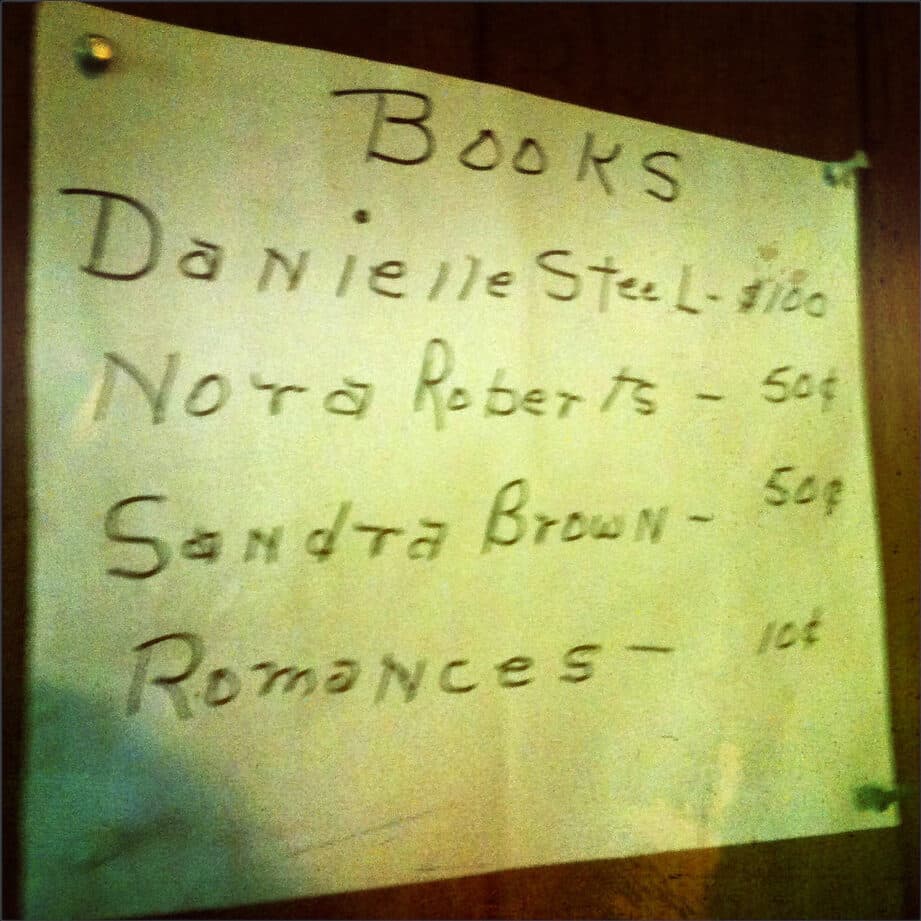 Books
Danielle Steel - $100
Nora Roberts - 50¢
Sandra Brown - 50¢
Romances - 10¢